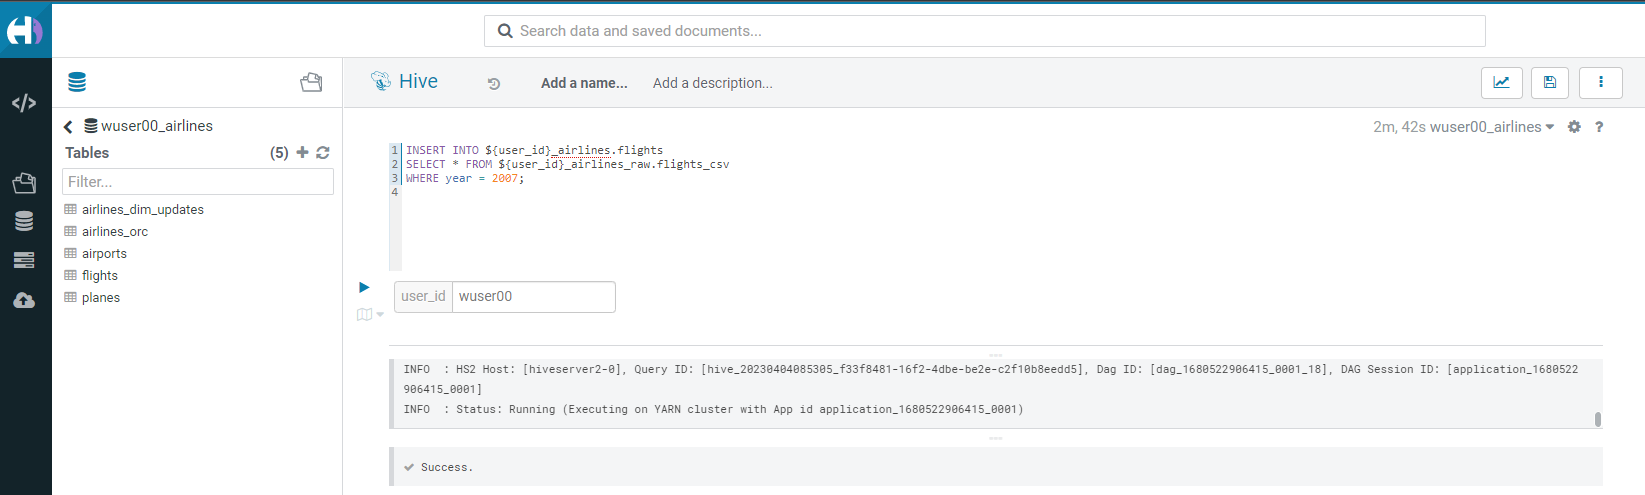 Search data and saved documents...
Hive
Add a name...
Add a description...
wuser00_airlines
Tables (5)
Filter...
airlines_dim_updates
airlines_orc
airports
flights
planes
2m, 42s wuser00_airlines
?
1 INSERT INTO ${user_id}_airlines.flights
2 SELECT * FROM ${user_id}_airlines_raw.flights_csv
3 WHERE year = 2007;
4
user_id wuser00
INFO : HS2 Host: [hiveserver2-0], Query ID: [hive_20230404085305_f33f8481-16f2-4dbe-be2e-c2f10b8eedd5], Dag ID: [dag_1680522906415_0001_18], DAG Session ID: [application_1680522
906415_0001]
INFO : Status: Running (Executing on YARN cluster with App id application_1680522906415_0001)
Success.